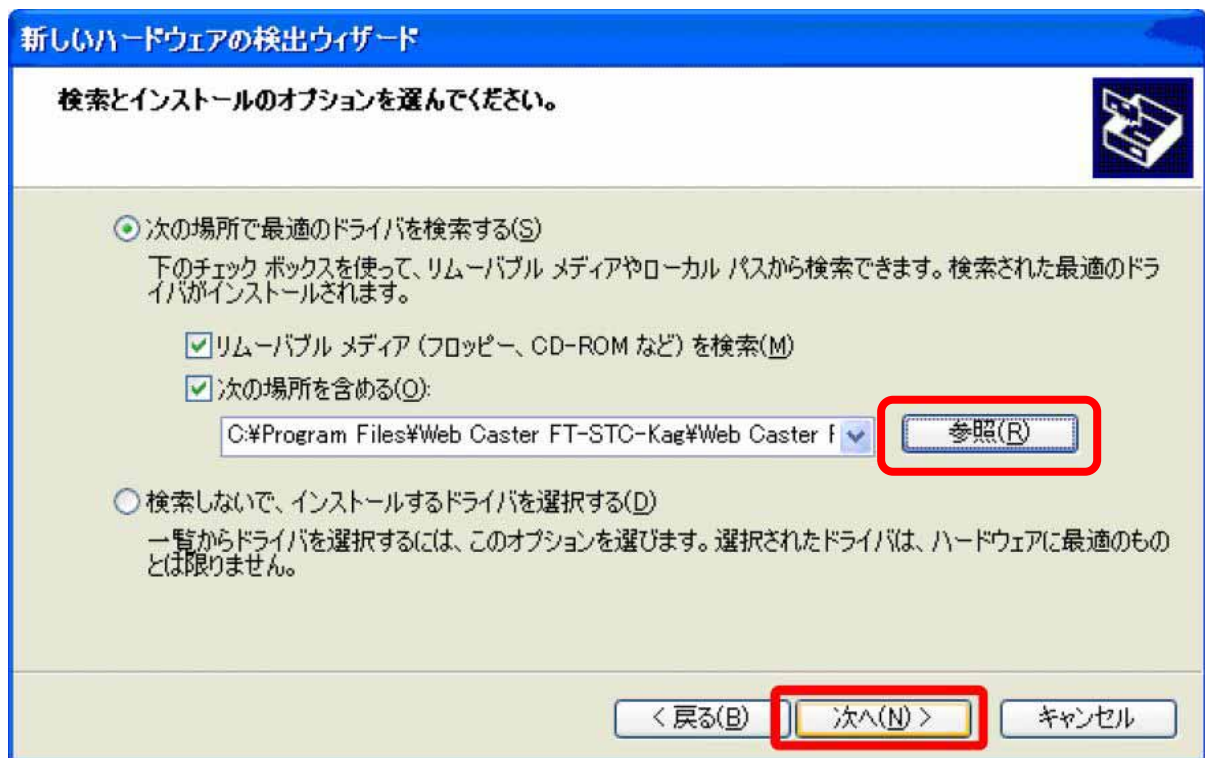 新しいハードウェアの検出ウィザード
検索とインストールのオプションを選んでください。
次の場所で最適のドライバを検索する(S)
下のチェック ボックスを使って、リムーバブル メディアやローカル パスから検索できます。検索された最適のドラ
イバがインストールされます。
リムーバブル メディア (フロッピー、CD-ROM など) を検索(M)
次の場所を含める(O):
C:¥Program Files¥Web Caster FT-STC-Kag¥Web Caster F
参照(R)
検索しないで、インストールするドライバを選択する(D)
一覧からドライバを選択するには、このオプションを選びます。選択されたドライバは、ハードウェアに最適のもの
とは限りません。
< 戻る(B)
次へ(N) >
キャンセル